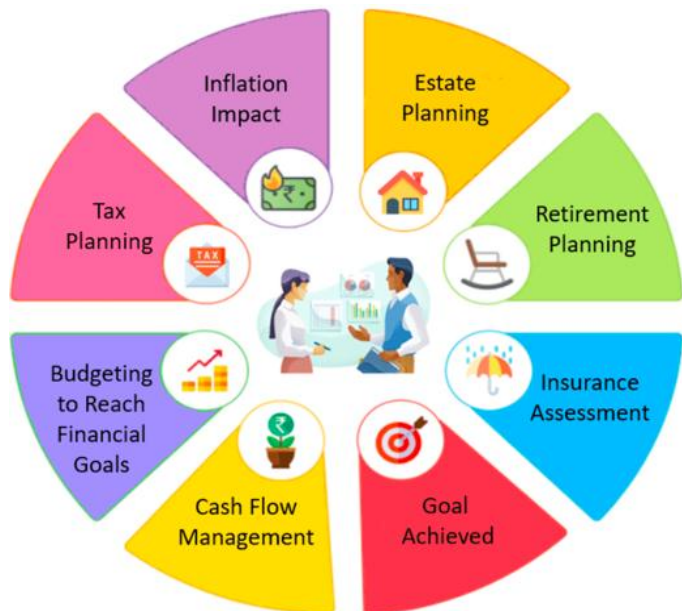 Inflation
Impact
Estate
Planning
Retirement
Planning
Insurance
Assessment
Goal
Achieved
Cash Flow
Management
Budgeting
to Reach
Financial
Goals
Tax
Planning
TAX
₹
₹